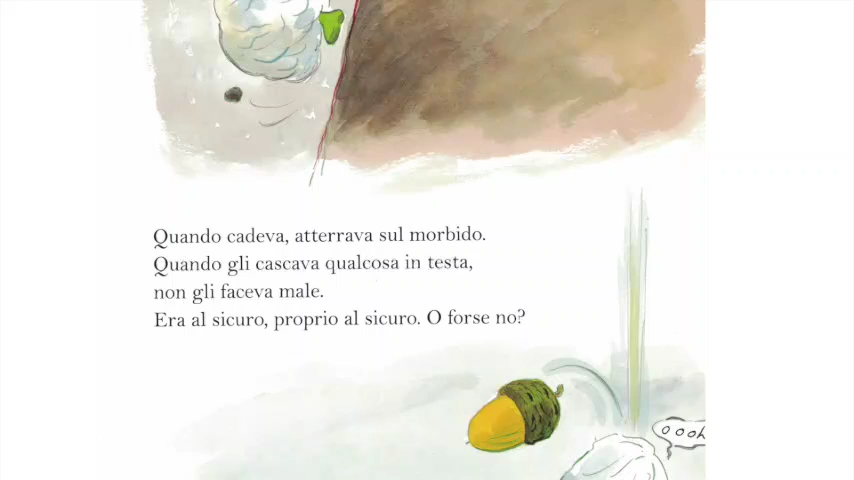 Quando cadeva, atterrava sul morbido.
Quando gli cascava qualcosa in testa,
non gli faceva male.
Era al sicuro, proprio al sicuro. O forse no?
oooh